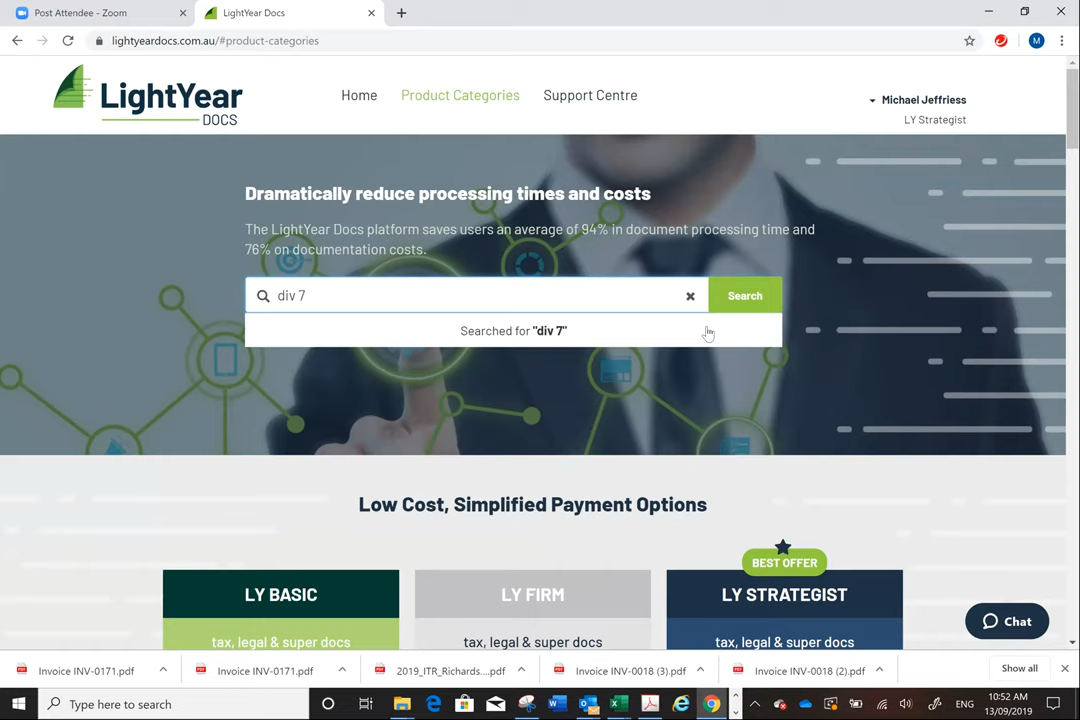 Post Attendee - Zoom
LightYear Docs
lightyeardocs.com.au/#product-categories
M
LightYear
DOCS
Home
Product Categories
Support Centre
Michael Jeffriess
LY Strategist
Dramatically reduce processing times and costs
The LightYear Docs platform saves users an average of 94% in document processing time and
76% on documentation costs.
div 7
Search
Searched for "div 7"
Low Cost, Simplified Payment Options
BEST OFFER
LY BASIC
LY FIRM
LY STRATEGIST
tax, legal & super docs
tax, legal & super docs
tax, legal & super docs
Chat
Invoice INV-0171.pdf
Invoice INV-0171.pdf
2019_ITR_Richards....pdf
Invoice INV-0018 (3).pdf
Invoice INV-0018 (2).pdf
Show all
Type here to search
ENG
10:52 AM
13/09/2019